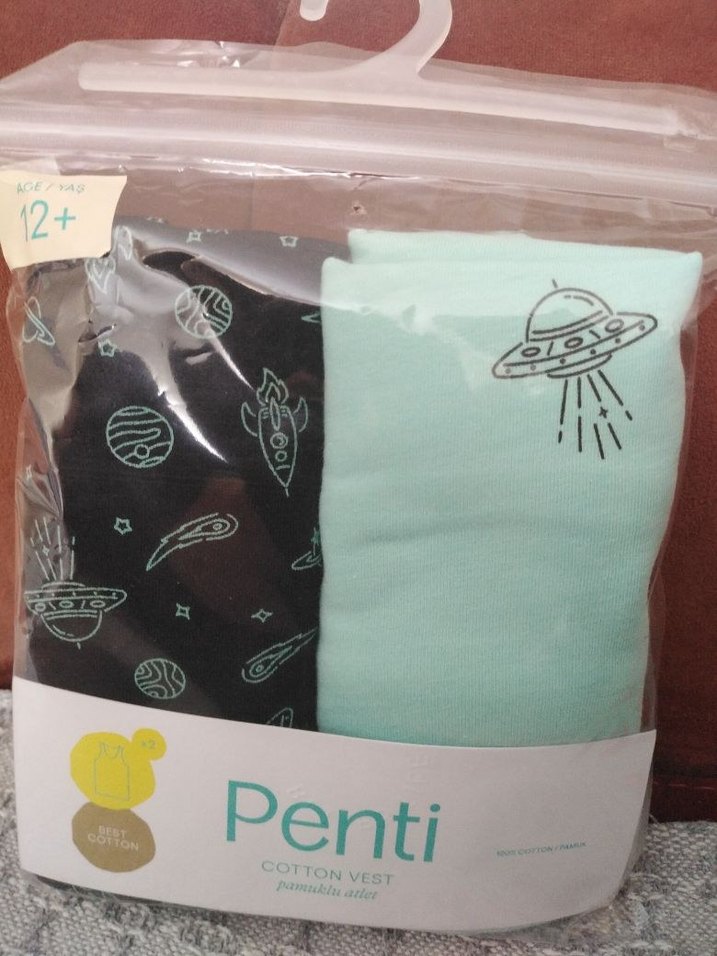 AGE / YAŞ
12+
x2
BEST
COTTON
Penti
COTTON VEST
pamuklu atlet
100% COTTON / PAMUK